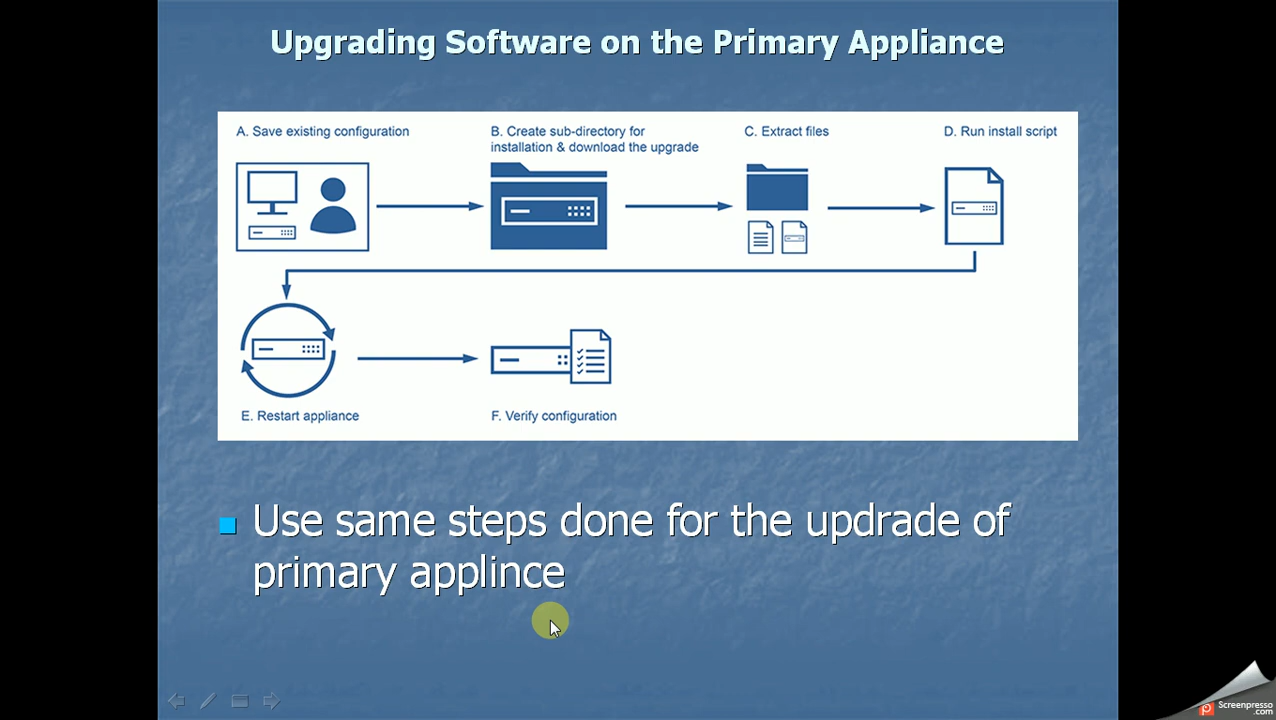 Upgrading Software on the Primary Appliance
A. Save existing configuration
B. Create sub-directory for
installation & download the upgrade
C. Extract files
D. Run install script
E. Restart appliance
F. Verify configuration
Use same steps done for the updrade of
primary applince
Screenpresso
.com